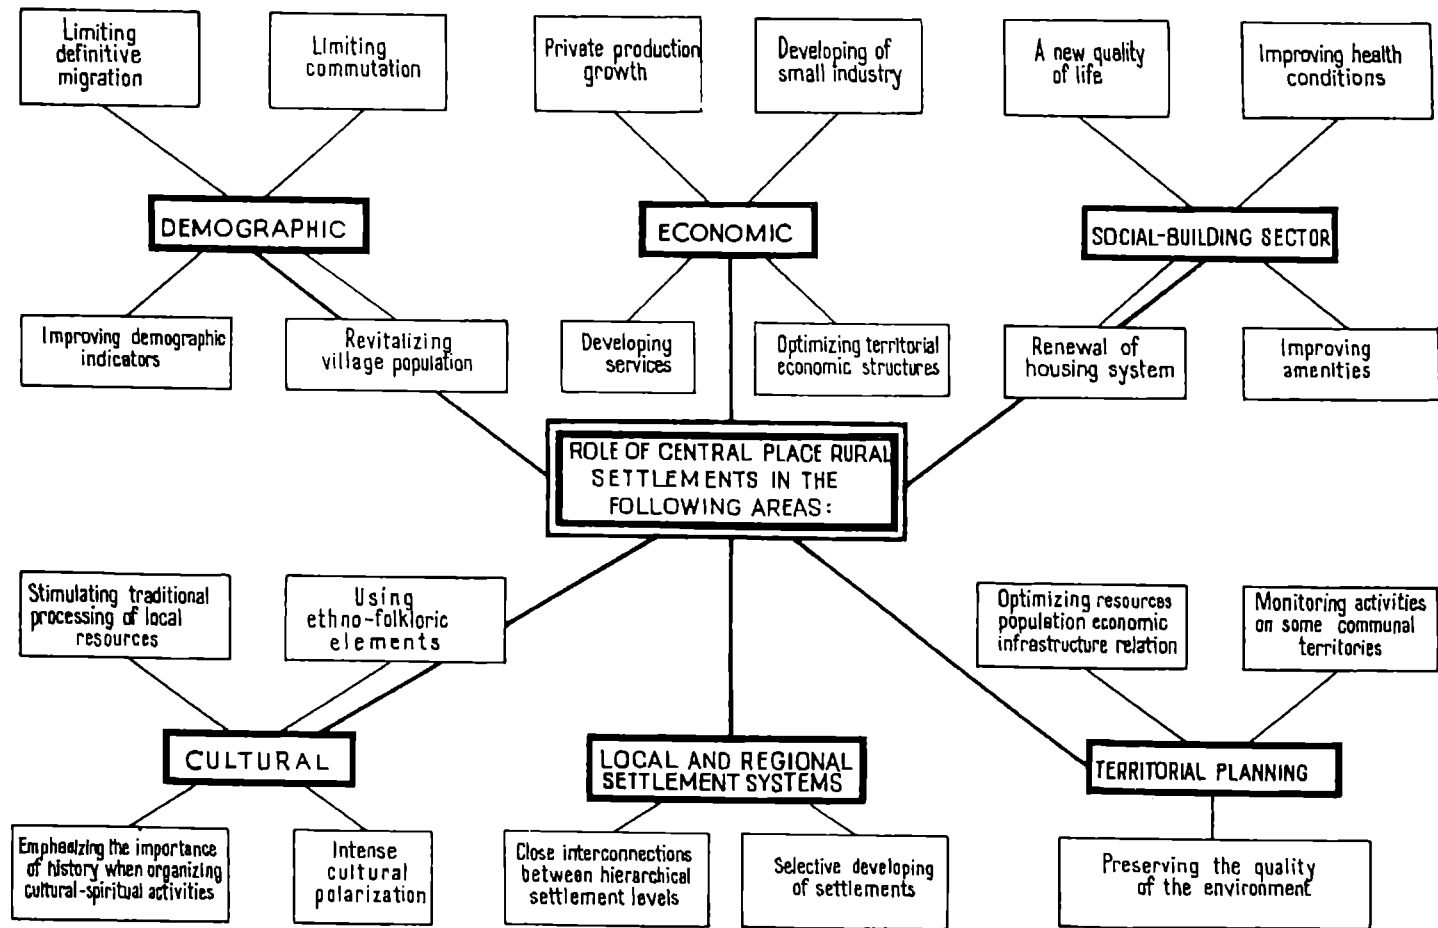 Limiting
definitive
migration
Limiting
commutation
Private production
growth
Developing of
small industry
A new quality
of life
Improving health
conditions
DEMOGRAPHIC
ECONOMIC
SOCIAL-BUILDING SECTOR
Improving demographic
indicators
Revitalizing
village population
Developing
services
Optimizing territorial
economic structures
Renewal of
housing system
Improving
amenities
ROLE OF CENTRAL PLACE RURAL
SETTLEMENTS IN THE
FOLLOWING AREAS:
Stimulating traditional
processing of local
resources
Using
ethno-folkloric
elements
Optimizing resources
population economic
infrastructure relation
Monitoring activities
on some communal
territories
CULTURAL
LOCAL AND REGIONAL
SETTLEMENT SYSTEMS
TERRITORIAL PLANNING
Emphasizing the importance
of history when organizing
cultural-spiritual activities
Intense
cultural
polarization
Close interconnections
between hierarchical
settlement levels
Selective developing
of settlements
Preserving the quality
of the environment